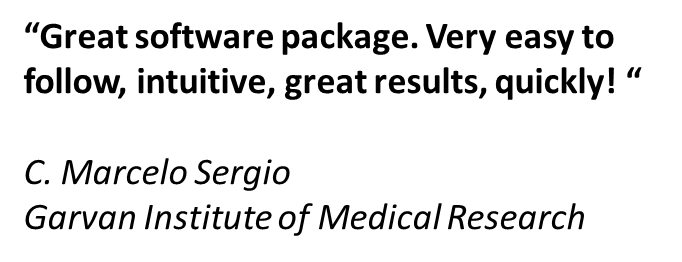 “Great software package. Very easy to
follow, intuitive, great results, quickly! “
C. Marcelo Sergio
Garvan Institute of Medical Research